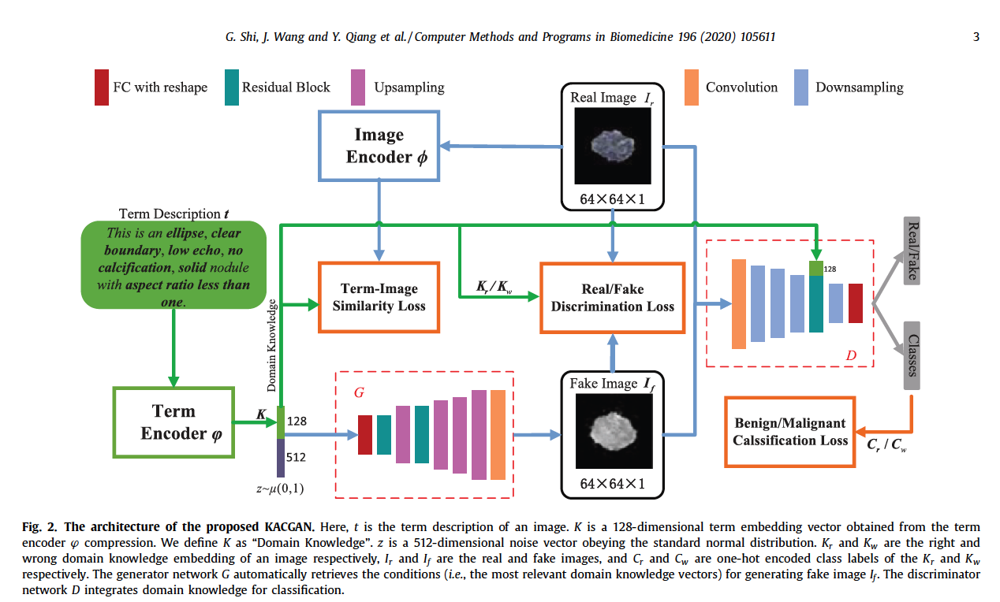 G. Shi, J. Wang and Y. Qiang et al. / Computer Methods and Programs in Biomedicine 196 (2020) 105611
3
FC with reshape
Residual Block
Upsampling
Convolution
Downsampling
Real Image I_r
64×64×1
Image
Encoder ϕ
Term Description t
This is an ellipse, clear
boundary, low echo, no
calcification, solid nodule
with aspect ratio less than
one.
Term-Image
Similarity Loss
K_r / K_w
Real/Fake
Discrimination Loss
128
D
Real/Fake
Classes
Domain Knowledge
Term
Encoder φ
K
128
512
z~μ(0,1)
G
Fake Image I_f
64×64×1
Benign/Malignant
Calssification Loss
C_r / C_w
Fig. 2. The architecture of the proposed KACGAN. Here, t is the term description of an image. K is a 128-dimensional term embedding vector obtained from the term
encoder φ compression. We define K as “Domain Knowledge”. z is a 512-dimensional noise vector obeying the standard normal distribution. K_r and K_w are the right and
wrong domain knowledge embedding of an image respectively, I_r and I_f are the real and fake images, and C_r and C_w are one-hot encoded class labels of the K_r and K_w
respectively. The generator network G automatically retrieves the conditions (i.e., the most relevant domain knowledge vectors) for generating fake image I_f. The discriminator
network D integrates domain knowledge for classification.